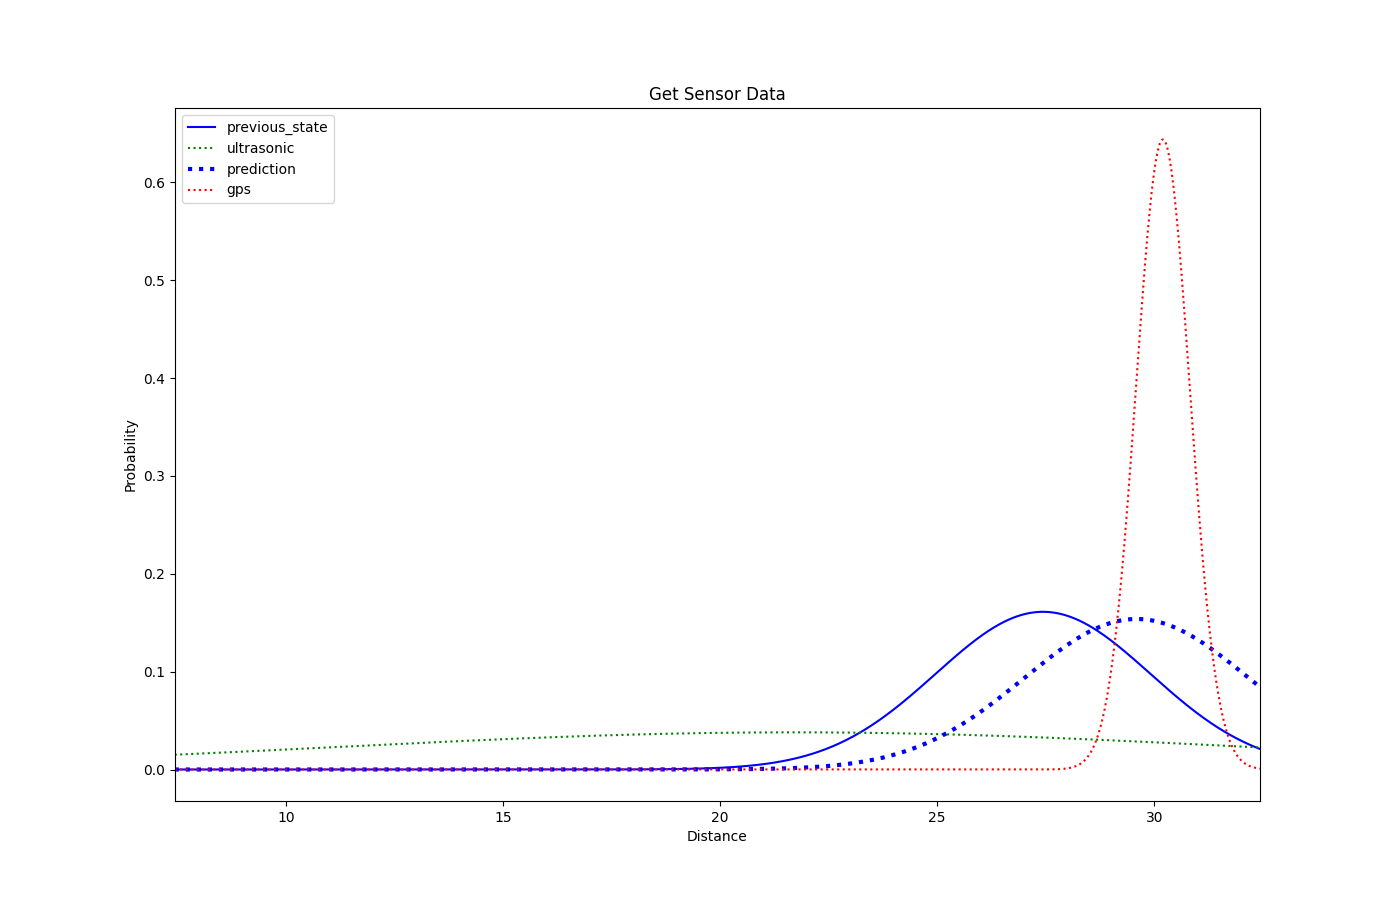 Get Sensor Data
previous_state
ultrasonic
prediction
gps
0.6
0.5
0.4
0.3
0.2
0.1
0.0
Probability
10 15 20 25 30
Distance